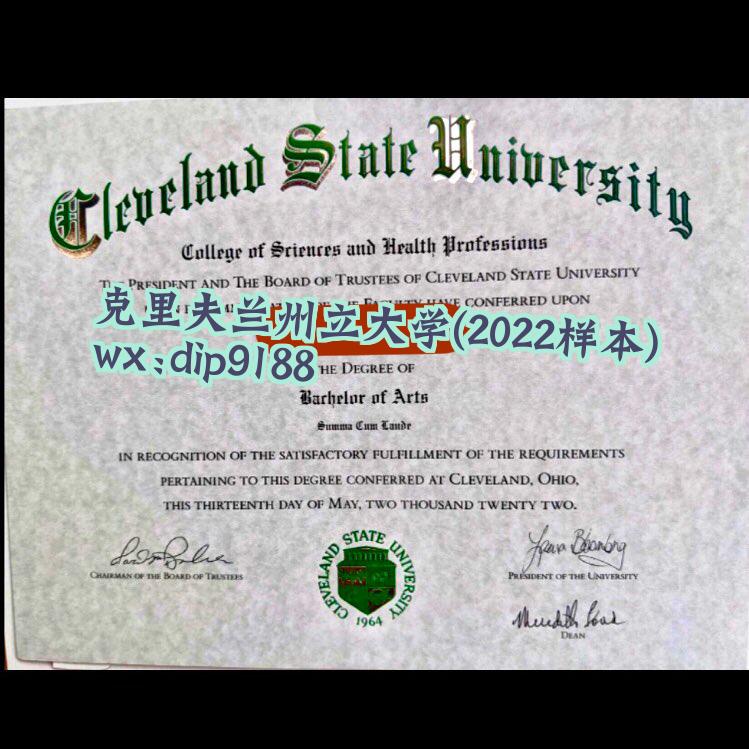 Cleveland State University
College of Sciences and Health Professions
THE PRESIDENT AND THE BOARD OF TRUSTEES OF CLEVELAND STATE UNIVERSITY
FACULTY HAVE CONFERRED UPON
克里夫兰州立大学(2022样本)
wx:dip9188
THE DEGREE OF
Bachelor of Arts
Summa Cum Laude
IN RECOGNITION OF THE SATISFACTORY FULFILLMENT OF THE REQUIREMENTS
PERTAINING TO THIS DEGREE CONFERRED AT CLEVELAND, OHIO,
THIS THIRTEENTH DAY OF MAY, TWO THOUSAND TWENTY TWO.
CHAIRMAN OF THE BOARD OF TRUSTEES
CLEVELAND STATE UNIVERSITY
1964
PRESIDENT OF THE UNIVERSITY
DEAN